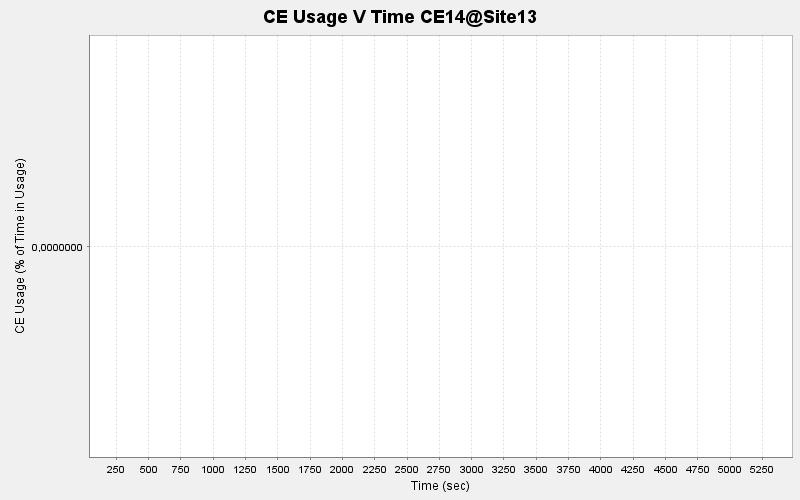 CE Usage V Time CE14@Site13
CE Usage (% of Time in Usage)
0,0000000
250 500 750 1000 1250 1500 1750 2000 2250 2500 2750 3000 3250 3500 3750 4000 4250 4500 4750 5000 5250
Time (sec)